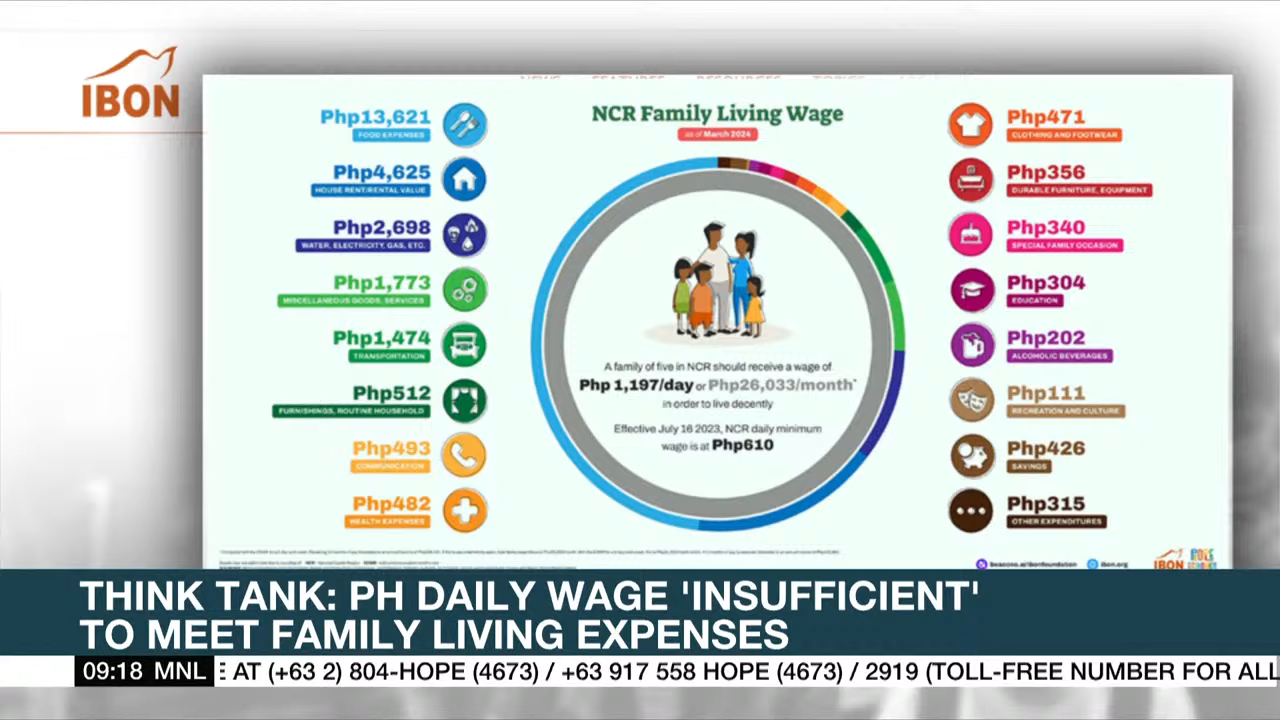 IBON
Php13,621
FOOD EXPENSES
Php4,625
HOUSE RENT/RENTAL VALUE
Php2,698
WATER, ELECTRICITY, GAS, ETC.
Php1,773
MISCELLANEOUS GOODS, SERVICES
Php1,474
TRANSPORTATION
Php512
FURNISHINGS, ROUTINE HOUSEHOLD
Php493
COMMUNICATION
Php482
HEALTH EXPENSES
NCR Family Living Wage
as of March 2024
A family of five in NCR should receive a wage of
Php 1,197/day or Php26,033/month*
in order to live decently
Effective July 16 2023, NCR daily minimum
wage is at Php610
Php471
CLOTHING AND FOOTWEAR
Php356
DURABLE FURNITURE, EQUIPMENT
Php340
SPECIAL FAMILY OCCASION
Php304
EDUCATION
Php202
ALCOHOLIC BEVERAGES
Php111
RECREATION AND CULTURE
Php426
SAVINGS
Php315
OTHER EXPENDITURES
beacons.ai/ibonfoundation ibon.org
IBON
THINK TANK: PH DAILY WAGE 'INSUFFICIENT'
TO MEET FAMILY LIVING EXPENSES
09:18 MNL AT (+63 2) 804-HOPE (4673) / +63 917 558 HOPE (4673) / 2919 (TOLL-FREE NUMBER FOR ALL